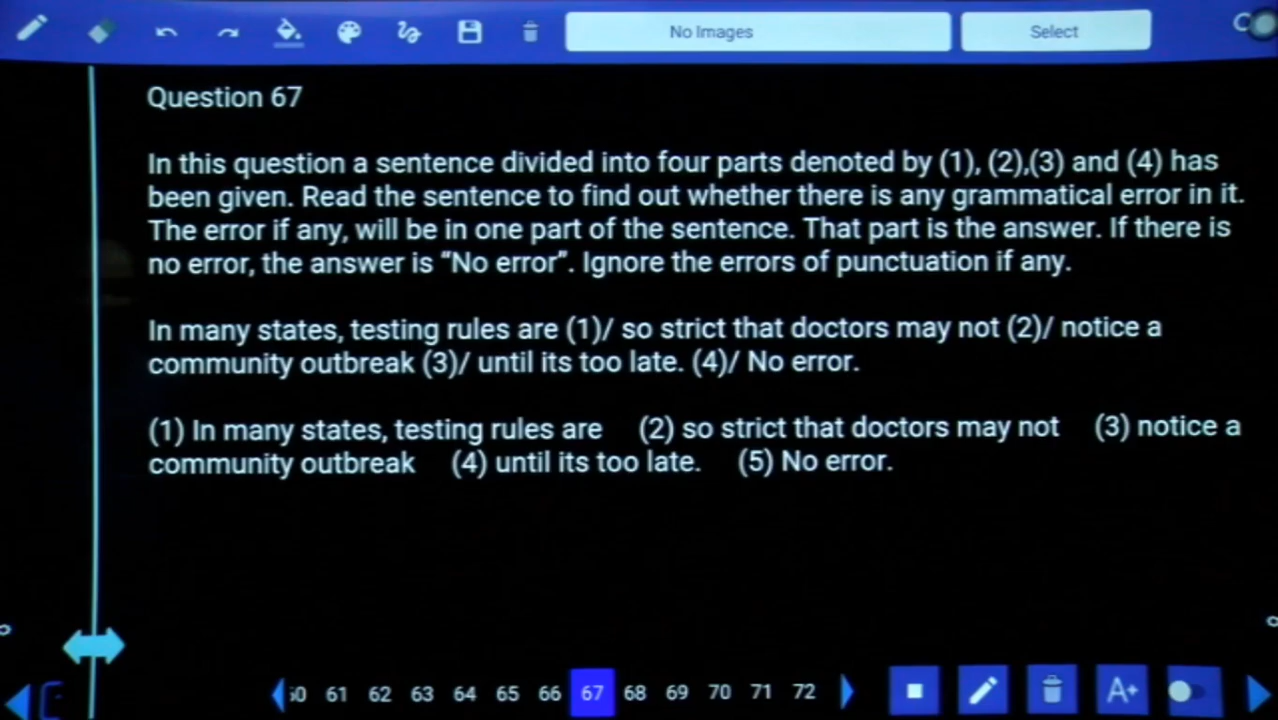 No Images
Select
Question 67
In this question a sentence divided into four parts denoted by (1), (2),(3) and (4) has
been given. Read the sentence to find out whether there is any grammatical error in it.
The error if any, will be in one part of the sentence. That part is the answer. If there is
no error, the answer is “No error”. Ignore the errors of punctuation if any.
In many states, testing rules are (1)/ so strict that doctors may not (2)/ notice a
community outbreak (3)/ until its too late. (4)/ No error.
(1) In many states, testing rules are (2) so strict that doctors may not (3) notice a
community outbreak (4) until its too late. (5) No error.
61 62 63 64 65 66 67 68 69 70 71 72
A+